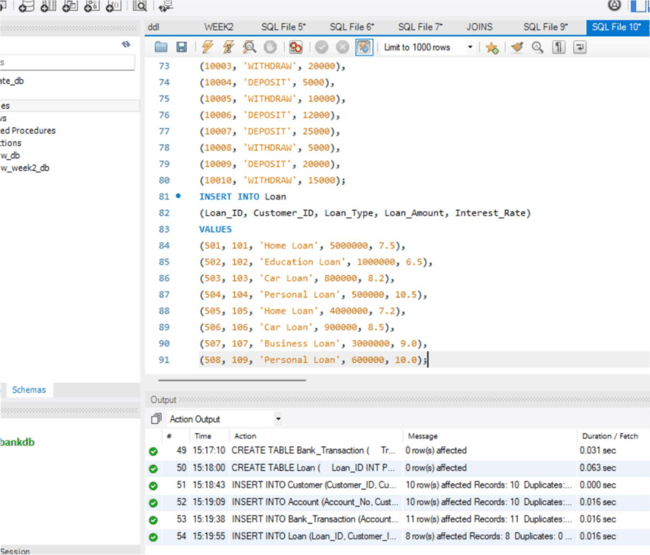 ddl WEEK2 SQL File 5* SQL File 6* SQL File 7* JOINS SQL File 9* SQL File 10*
Limit to 1000 rows
73 (10003, 'WITHDRAW', 20000),
74 (10004, 'DEPOSIT', 5000),
75 (10005, 'WITHDRAW', 10000),
76 (10006, 'DEPOSIT', 12000),
77 (10007, 'DEPOSIT', 25000),
78 (10008, 'WITHDRAW', 5000),
79 (10009, 'DEPOSIT', 20000),
80 (10010, 'WITHDRAW', 15000);
81 INSERT INTO Loan
82 (Loan_ID, Customer_ID, Loan_Type, Loan_Amount, Interest_Rate)
83 VALUES
84 (501, 101, 'Home Loan', 5000000, 7.5),
85 (502, 102, 'Education Loan', 1000000, 6.5),
86 (503, 103, 'Car Loan', 800000, 8.2),
87 (504, 104, 'Personal Loan', 500000, 10.5),
88 (505, 105, 'Home Loan', 4000000, 7.2),
89 (506, 106, 'Car Loan', 900000, 8.5),
90 (507, 107, 'Business Loan', 3000000, 9.0),
91 (508, 109, 'Personal Loan', 600000, 10.0);
s
ate_db
es
ws
ed Procedures
ctions
w_db
w_week2_db
Schemas
bankdb
Session
Output
Action Output
# Time Action Message Duration / Fetch
49 15:17:10 CREATE TABLE Bank_Transaction ( Tr... 0 row(s) affected 0.031 sec
50 15:18:00 CREATE TABLE Loan ( Loan_ID INT P... 0 row(s) affected 0.063 sec
51 15:18:43 INSERT INTO Customer (Customer_ID, Cu... 10 row(s) affected Records: 10 Duplicates:... 0.000 sec
52 15:19:09 INSERT INTO Account (Account_No, Cust... 10 row(s) affected Records: 10 Duplicates:... 0.016 sec
53 15:19:38 INSERT INTO Bank_Transaction (Account... 11 row(s) affected Records: 11 Duplicates:... 0.016 sec
54 15:19:55 INSERT INTO Loan (Loan_ID, Customer_I... 8 row(s) affected Records: 8 Duplicates: 0 ... 0.016 sec